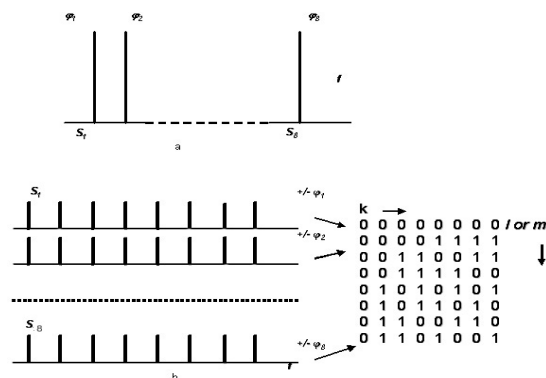 φ1 φ2 φ8
f
S1 S8
a
S1 +/- φ1
k
0 0 0 0 0 0 0 0 l or m
+/- φ2
0 0 0 0 1 1 1 1
0 0 1 1 0 0 1 1
0 0 1 1 1 1 0 0
0 1 0 1 1 0 1 0
0 1 0 1 0 1 0 1
0 1 1 0 0 1 1 0
0 1 1 0 1 0 0 1
S8 +/- φ8
f
b